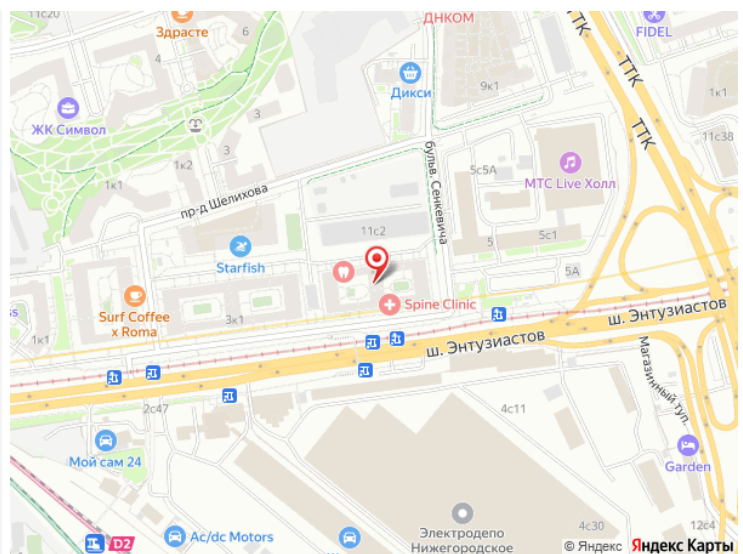 11с20
Здрасте
6
4
ДНКОМ
ТТК
FIDEL
Дикси
9к1
1к1
ЖК Символ
3
3
ТТК
11с38
1к2
5с5А
МТС Live Холл
1к1
пр-д Шелихова
бульв. Сенкевича
11с2
5
5с1
Starfish
5А
Surf Coffee
x Roma
ss
1к1
3к1
Spine Clinic
ш. Энтузиастов
ш. Энтузиастов
Магазинный туп.
2с47
4с11
Мой сам 24
Garden
D2
Ac/dc Motors
Электродепо
Нижегородское
4с30
12с4
© Яндекс Яндекс Карты